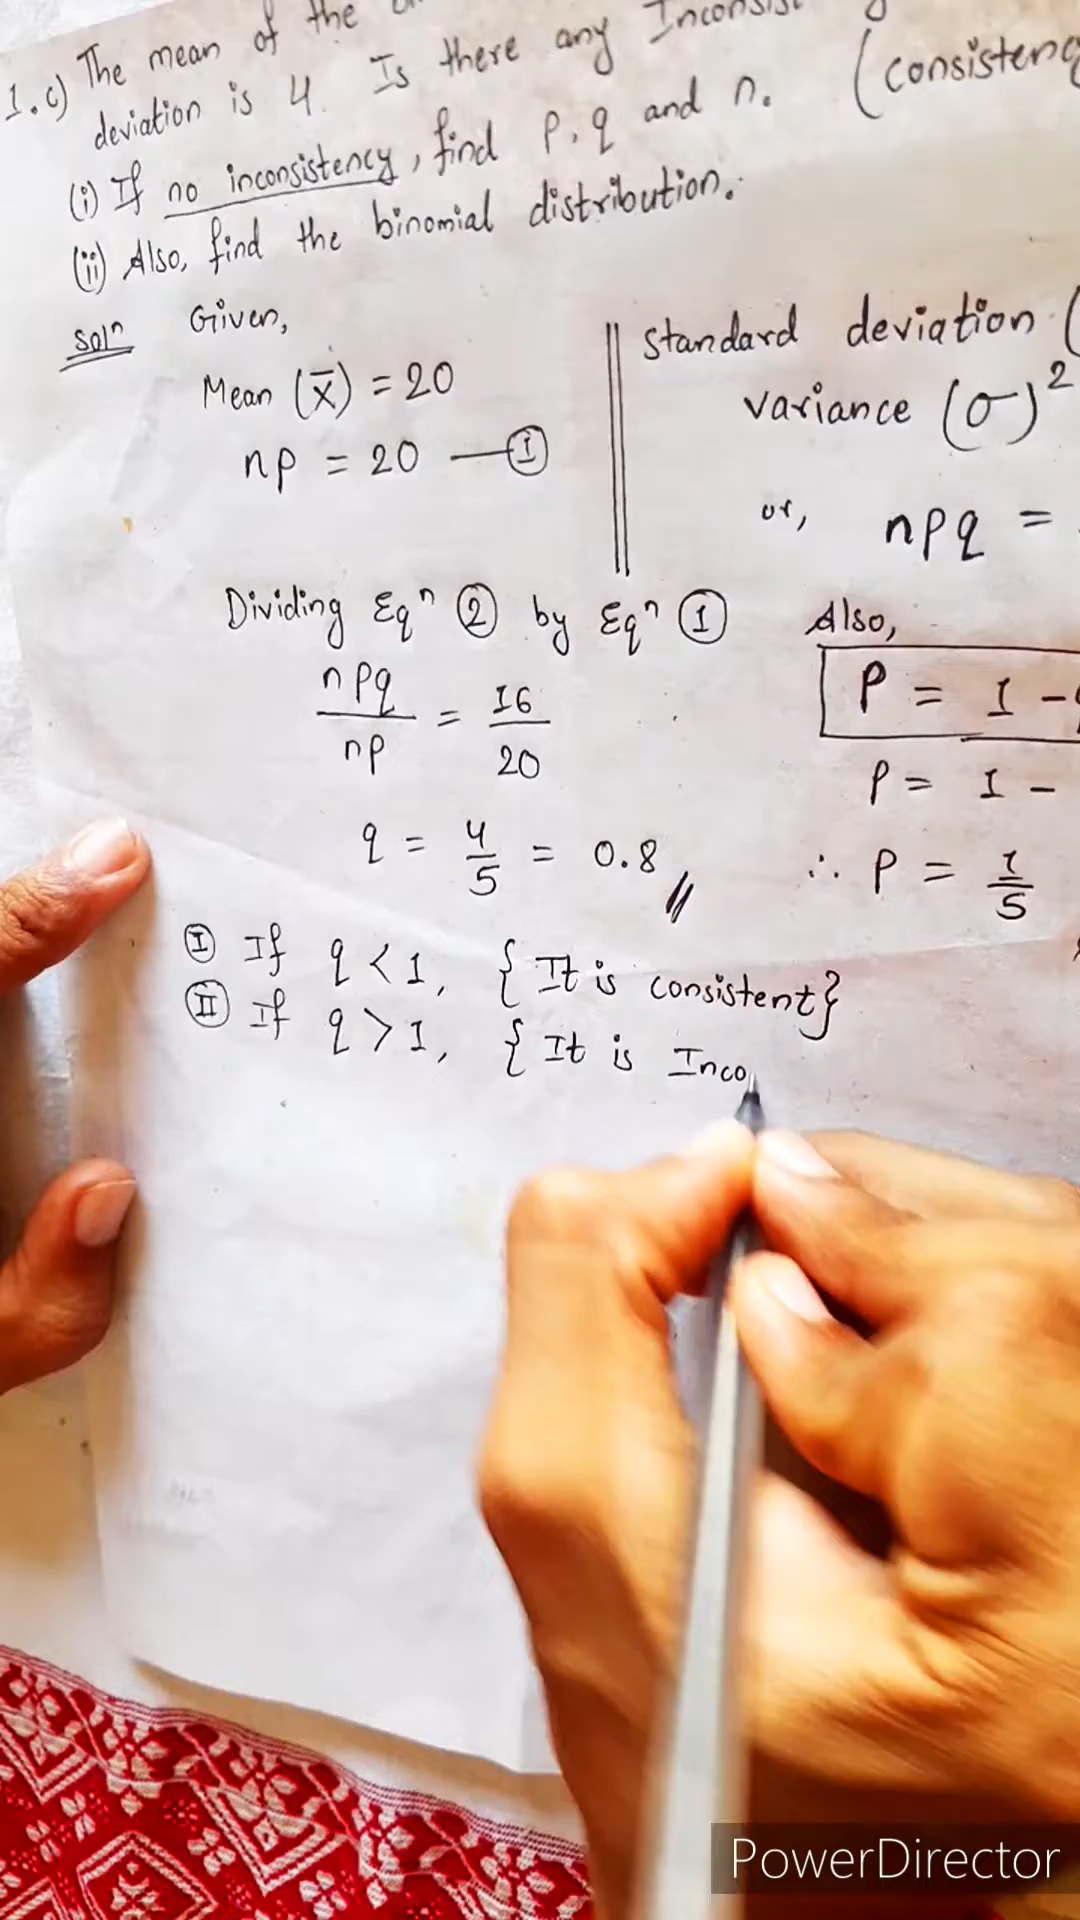 1.c) The mean of the
deviation is 4. Is there any
(i) If no inconsistency, find p, q and n. (consistency
(ii) Also, find the binomial distribution.
Solⁿ Given,
Mean (x̄) = 20
np = 20 — ①
Standard deviation (
variance (σ)²
or, npq =
Dividing Eqⁿ ② by Eqⁿ ①
npq / np = 16 / 20
q = 4/5 = 0.8
Also,
P = 1 - q
P = 1 -
∴ P = 1/5
Ⓘ If q < 1, { It is consistent}
Ⓘⓘ If q > 1, { It is Inco
PowerDirector